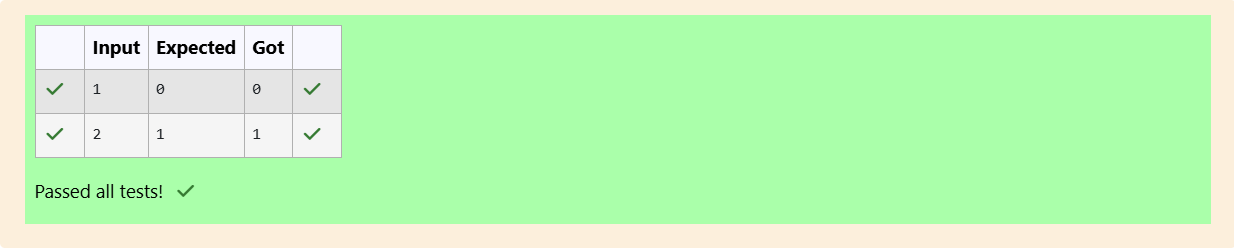 Input Expected Got
1 0 0
2 1 1
Passed all tests!